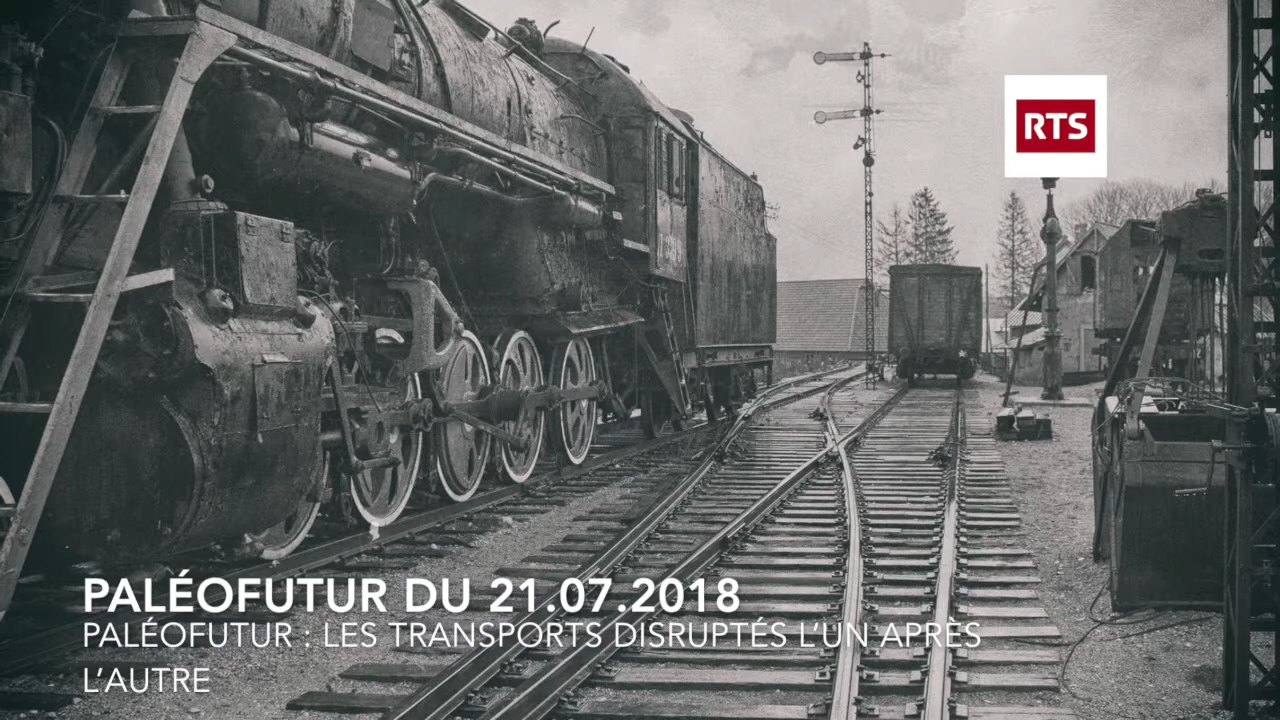 RTS
PALÉOFUTUR DU 21.07.2018
PALÉOFUTUR : LES TRANSPORTS DISRUPTÉS L’UN APRÈS
L’AUTRE